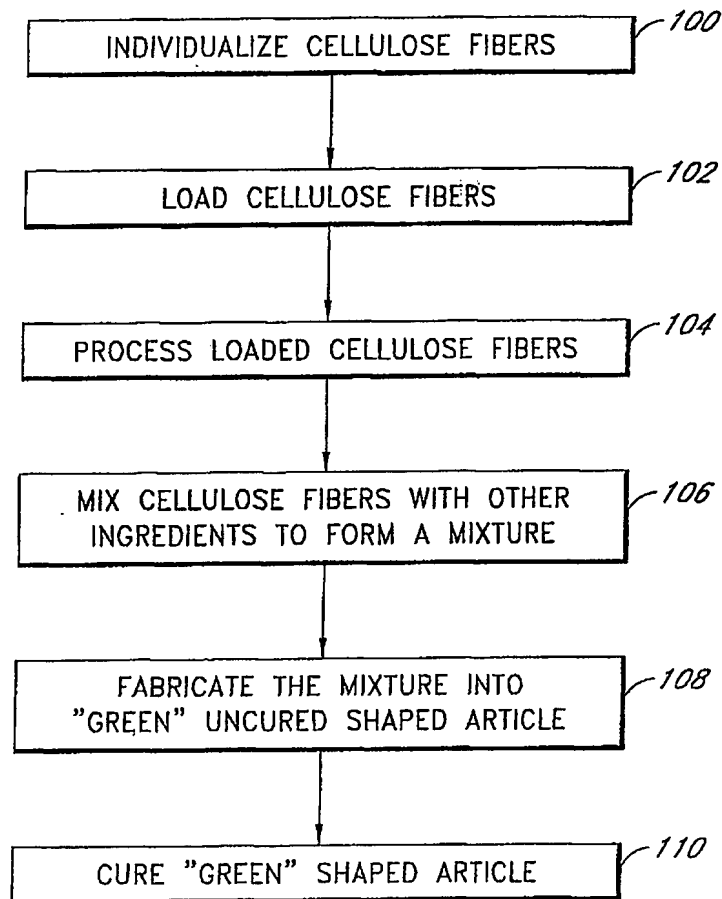 100
INDIVIDUALIZE CELLULOSE FIBERS
102
LOAD CELLULOSE FIBERS
104
PROCESS LOADED CELLULOSE FIBERS
106
MIX CELLULOSE FIBERS WITH OTHER
INGREDIENTS TO FORM A MIXTURE
108
FABRICATE THE MIXTURE INTO
"GREEN" UNCURED SHAPED ARTICLE
110
CURE "GREEN" SHAPED ARTICLE